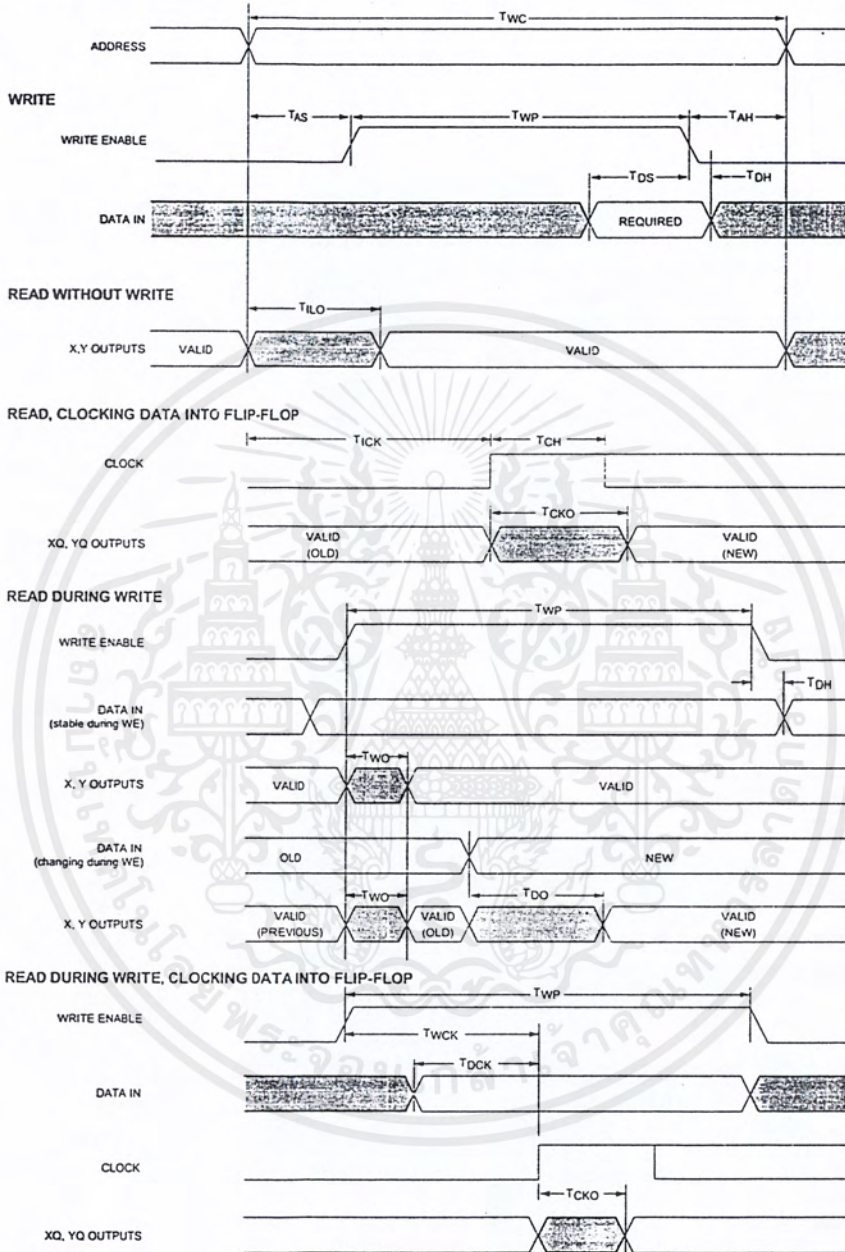 TWC
ADDRESS
WRITE
TAS TWP TAH
WRITE ENABLE
TDS TDH
DATA IN REQUIRED
READ WITHOUT WRITE
TILO
X,Y OUTPUTS VALID VALID
READ, CLOCKING DATA INTO FLIP-FLOP
TICK TCH
CLOCK
TCKO
XQ, YQ OUTPUTS VALID (OLD) VALID (NEW)
READ DURING WRITE
TWP
WRITE ENABLE
TDH
DATA IN
(stable during WE)
TWO
X, Y OUTPUTS VALID VALID
DATA IN
(changing during WE)
OLD NEW
TWO TDO
X, Y OUTPUTS VALID (PREVIOUS) VALID (OLD) VALID (NEW)
READ DURING WRITE, CLOCKING DATA INTO FLIP-FLOP
TWP
WRITE ENABLE
TWCK
TDCK
DATA IN
CLOCK
TCKO
XQ, YQ OUTPUTS